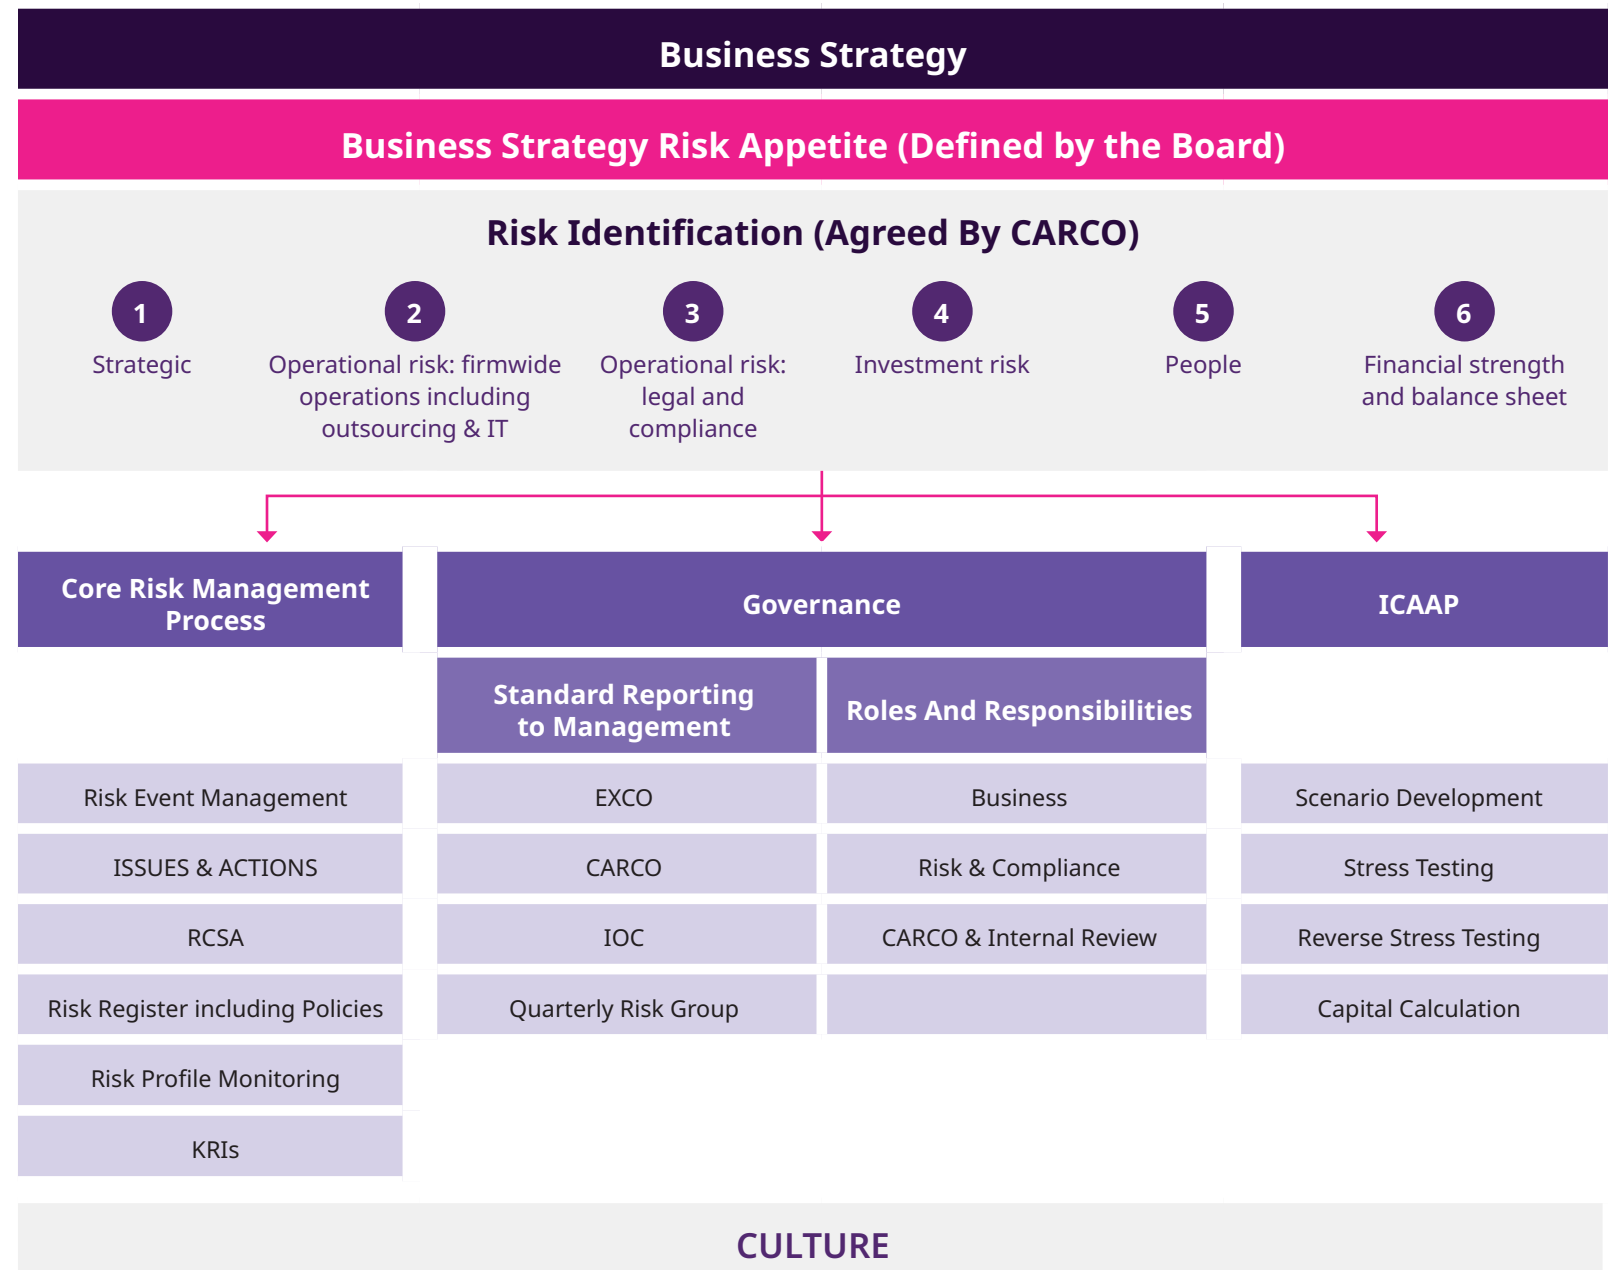 Business Strategy
Business Strategy Risk Appetite (Defined by the Board)
Risk Identification (Agreed By CARCO)
1
Strategic
2
Operational risk: firmwide
operations including
outsourcing & IT
3
Operational risk:
legal and
compliance
4
Investment risk
5
People
6
Financial strength
and balance sheet
Core Risk Management
Process
Risk Event Management
ISSUES & ACTIONS
RCSA
Risk Register including Policies
Risk Profile Monitoring
KRIs
Governance
Standard Reporting
to Management
EXCO
CARCO
IOC
Quarterly Risk Group
Roles And Responsibilities
Business
Risk & Compliance
CARCO & Internal Review
ICAAP
Scenario Development
Stress Testing
Reverse Stress Testing
Capital Calculation
CULTURE